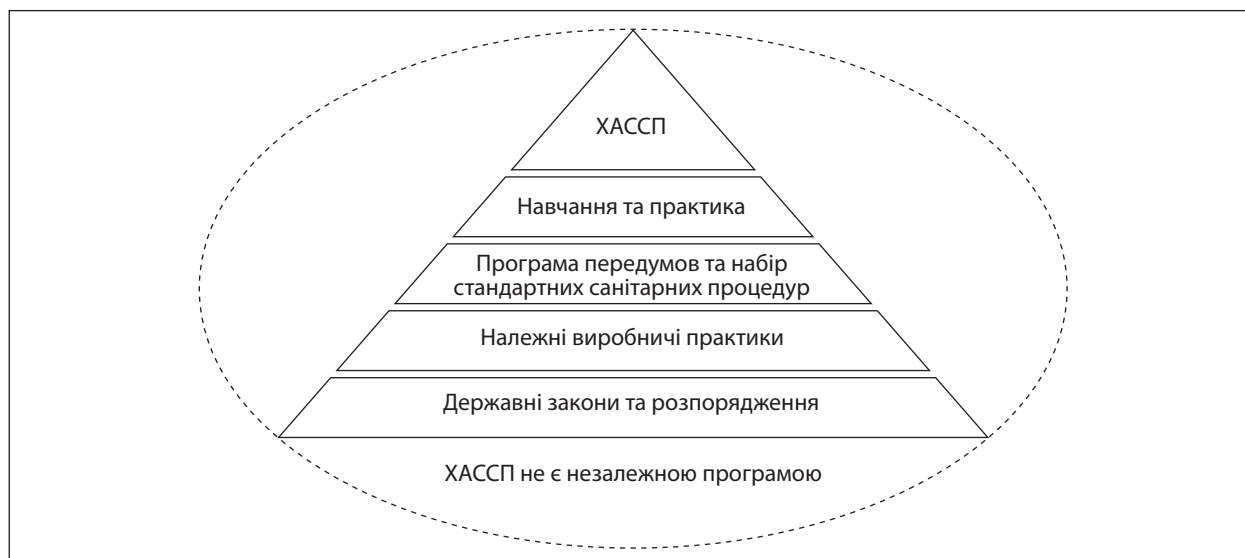 ХАССП
Навчання та практика
Програма передумов та набір
стандартних санітарних процедур
Належні виробничі практики
Державні закони та розпорядження
ХАССП не є незалежною програмою